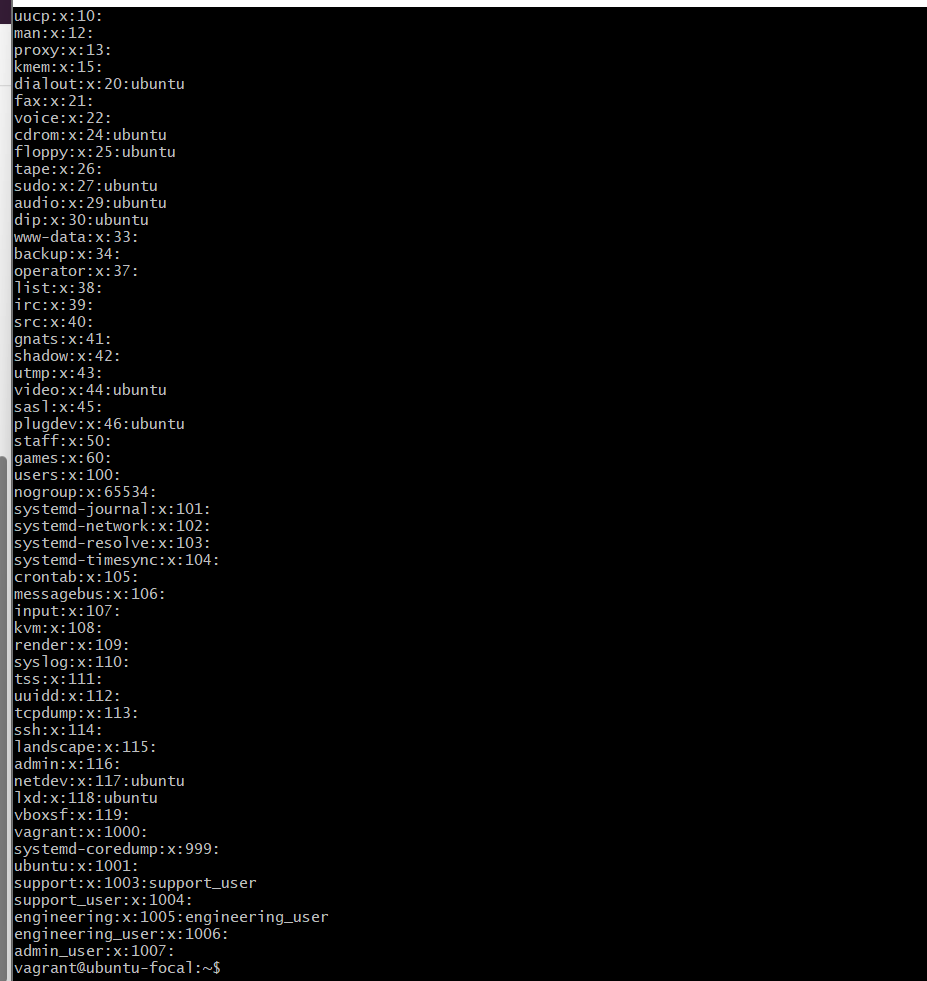 uucp:x:10:
man:x:12:
proxy:x:13:
kmem:x:15:
dialout:x:20:ubuntu
fax:x:21:
voice:x:22:
cdrom:x:24:ubuntu
floppy:x:25:ubuntu
tape:x:26:
sudo:x:27:ubuntu
audio:x:29:ubuntu
dip:x:30:ubuntu
www-data:x:33:
backup:x:34:
operator:x:37:
list:x:38:
irc:x:39:
src:x:40:
gnats:x:41:
shadow:x:42:
utmp:x:43:
video:x:44:ubuntu
sasl:x:45:
plugdev:x:46:ubuntu
staff:x:50:
games:x:60:
users:x:100:
nogroup:x:65534:
systemd-journal:x:101:
systemd-network:x:102:
systemd-resolve:x:103:
systemd-timesync:x:104:
crontab:x:105:
messagebus:x:106:
input:x:107:
kvm:x:108:
render:x:109:
syslog:x:110:
tss:x:111:
uuidd:x:112:
tcpdump:x:113:
ssh:x:114:
landscape:x:115:
admin:x:116:
netdev:x:117:ubuntu
lxd:x:118:ubuntu
vboxsf:x:119:
vagrant:x:1000:
systemd-coredump:x:999:
ubuntu:x:1001:
support:x:1003:support_user
support_user:x:1004:
engineering:x:1005:engineering_user
engineering_user:x:1006:
admin_user:x:1007:
vagrant@ubuntu-focal:~$